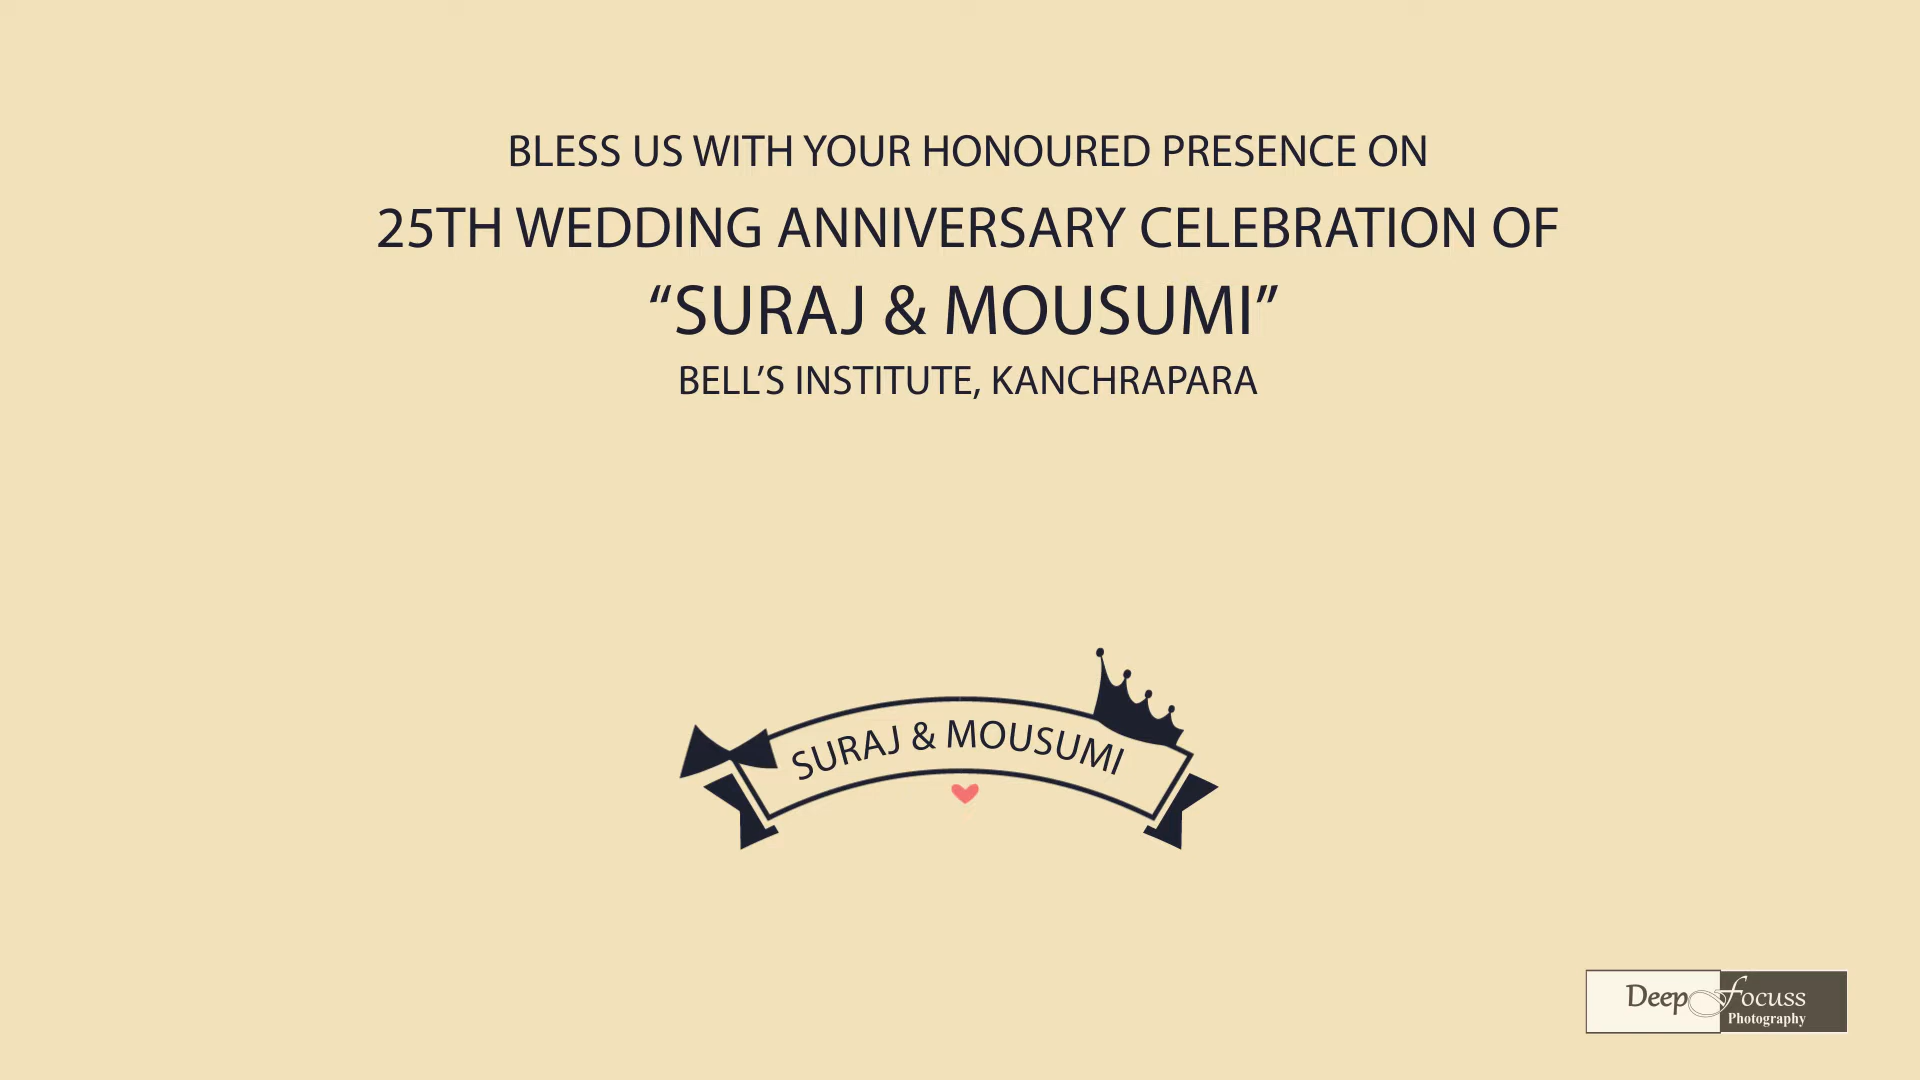 BLESS US WITH YOUR HONOURED PRESENCE ON
25TH WEDDING ANNIVERSARY CELEBRATION OF
“SURAJ & MOUSUMI”
BELL’S INSTITUTE, KANCHRAPARA
SURAJ & MOUSUMI
Deep Focuss
Photography